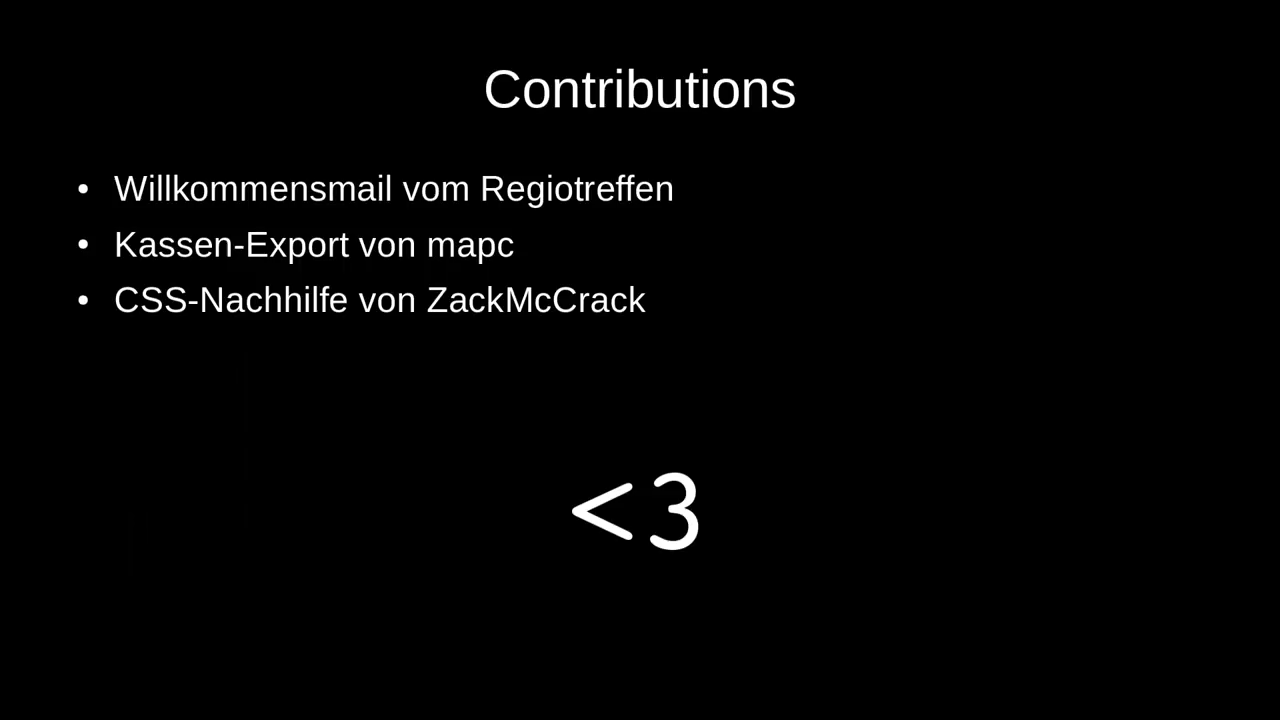 Contributions
• Willkommensmail vom Regiotreffen
• Kassen-Export von mapc
• CSS-Nachhilfe von ZackMcCrack
<3